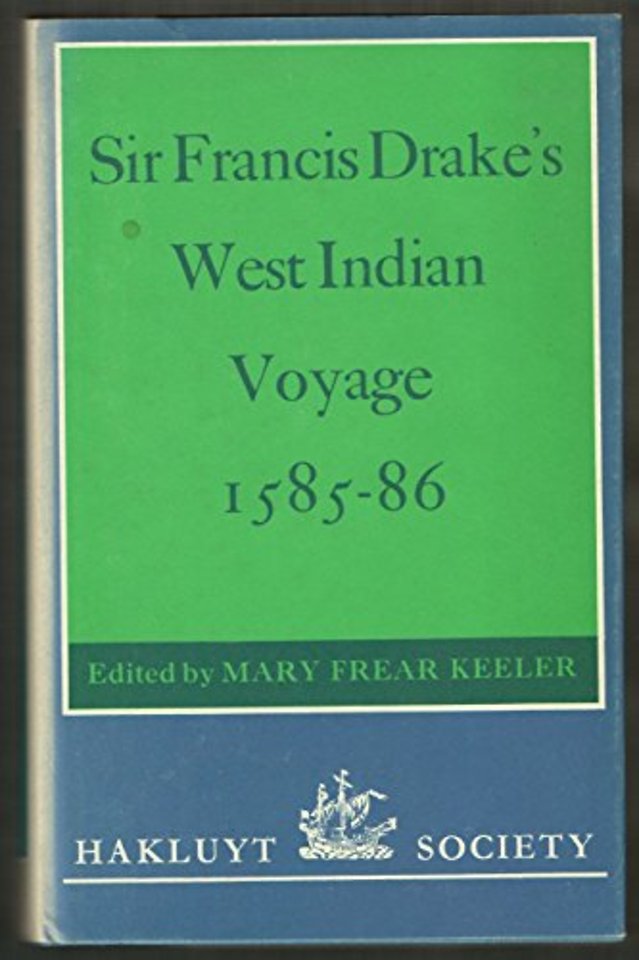 Sir Francis Drake's
West Indian
Voyage
1585-86
Edited by MARY FREAR KEELER
HAKLUYT SOCIETY